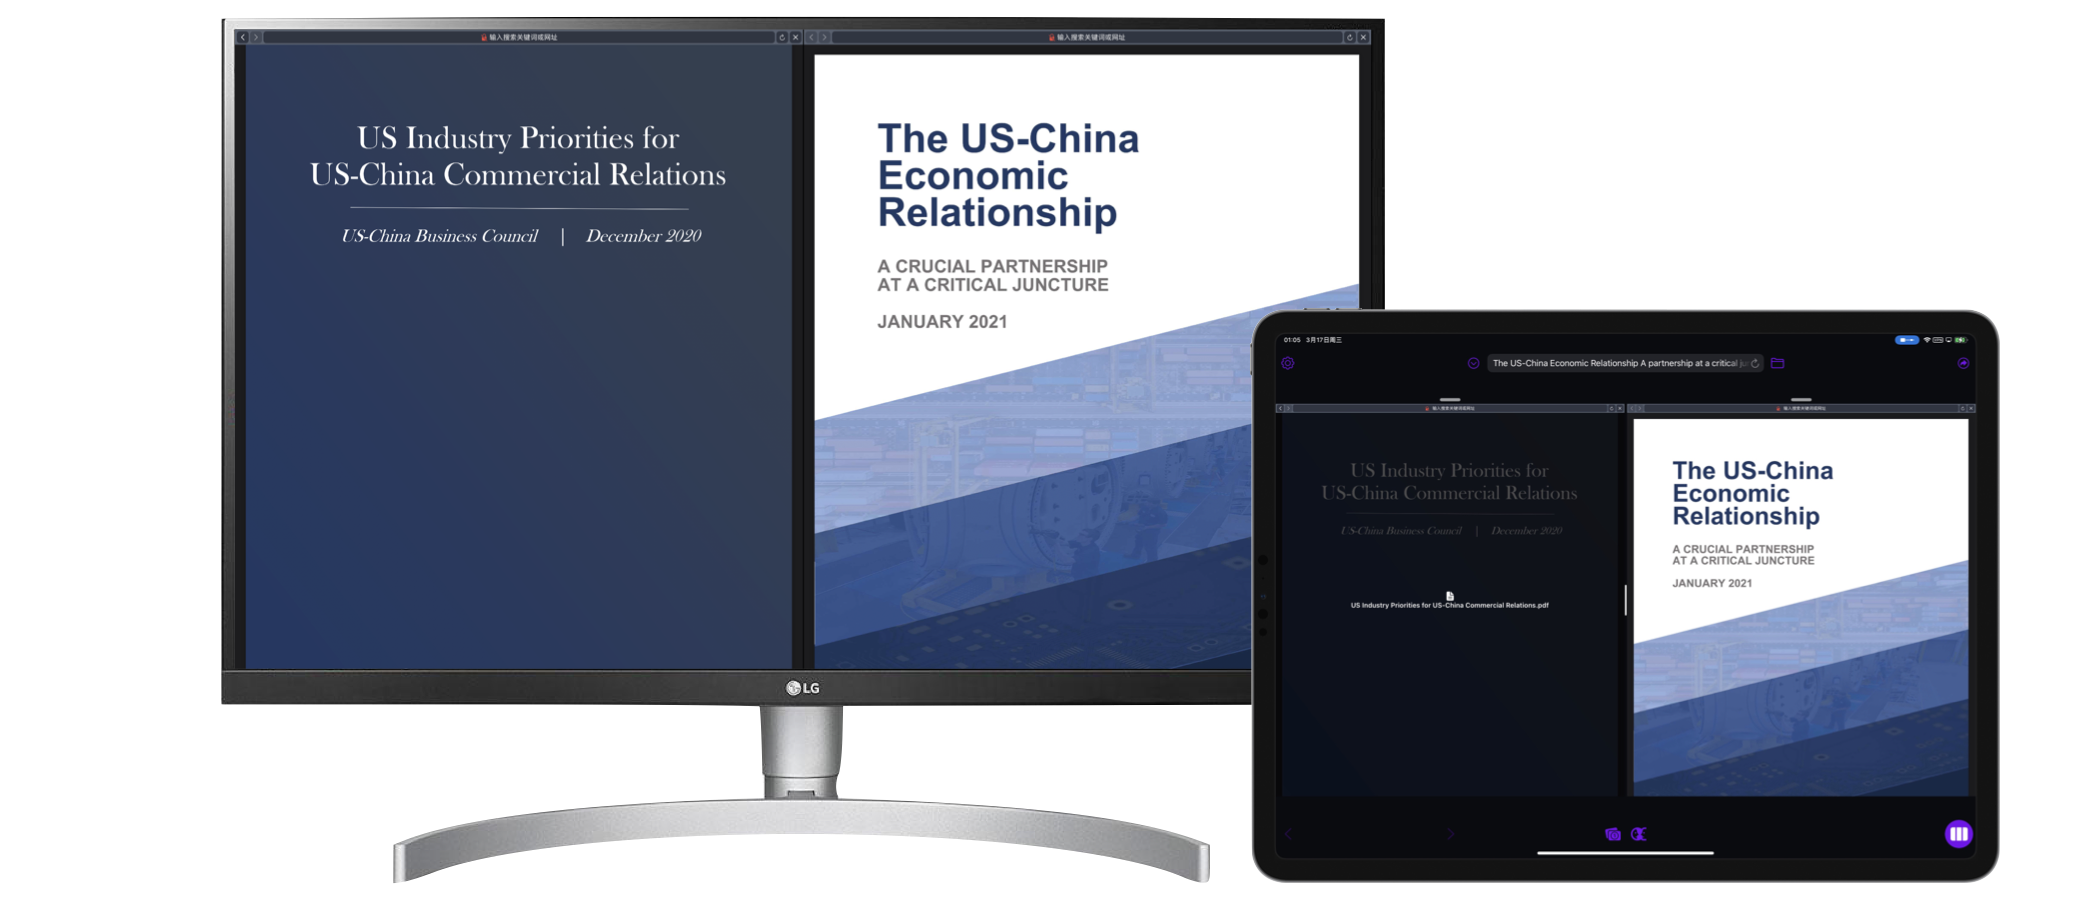 输入搜索关键词或网址
输入搜索关键词或网址
US Industry Priorities for
US-China Commercial Relations
US-China Business Council | December 2020
The US-China
Economic
Relationship
A CRUCIAL PARTNERSHIP
AT A CRITICAL JUNCTURE
JANUARY 2021
LG
01:05 3月17日周三
The US-China Economic Relationship A partnership at a critical
输入搜索关键词或网址
输入搜索关键词或网址
US Industry Priorities for
US-China Commercial Relations
US-China Business Council | December 2020
US Industry Priorities for US-China Commercial Relations.pdf
The US-China
Economic
Relationship
A CRUCIAL PARTNERSHIP
AT A CRITICAL JUNCTURE
JANUARY 2021